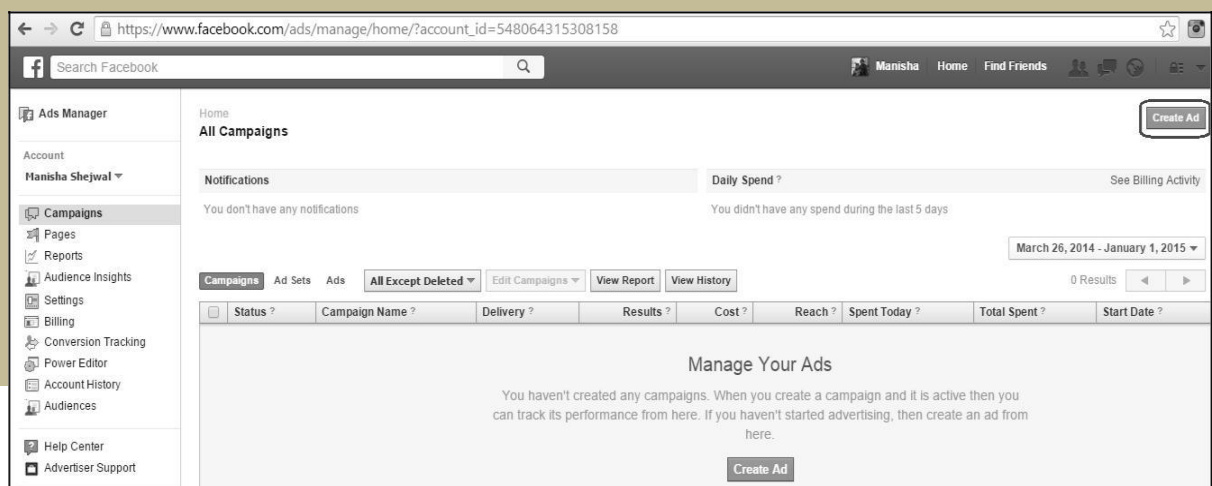 https://www.facebook.com/ads/manage/home/?account_id=548064315308158
Search Facebook
Manisha Home Find Friends
Ads Manager
Account
Manisha Shejwal
Campaigns
Pages
Reports
Audience Insights
Settings
Billing
Conversion Tracking
Power Editor
Account History
Audiences
Help Center
Advertiser Support
Home
All Campaigns
Create Ad
Notifications
You don't have any notifications
Daily Spend ?
See Billing Activity
You didn't have any spend during the last 5 days
March 26, 2014 - January 1, 2015
Campaigns Ad Sets Ads All Except Deleted Edit Campaigns View Report View History 0 Results
Status ? Campaign Name ? Delivery ? Results ? Cost ? Reach ? Spent Today ? Total Spent ? Start Date ?
Manage Your Ads
You haven't created any campaigns. When you create a campaign and it is active then you
can track its performance from here. If you haven't started advertising, then create an ad from
here.
Create Ad